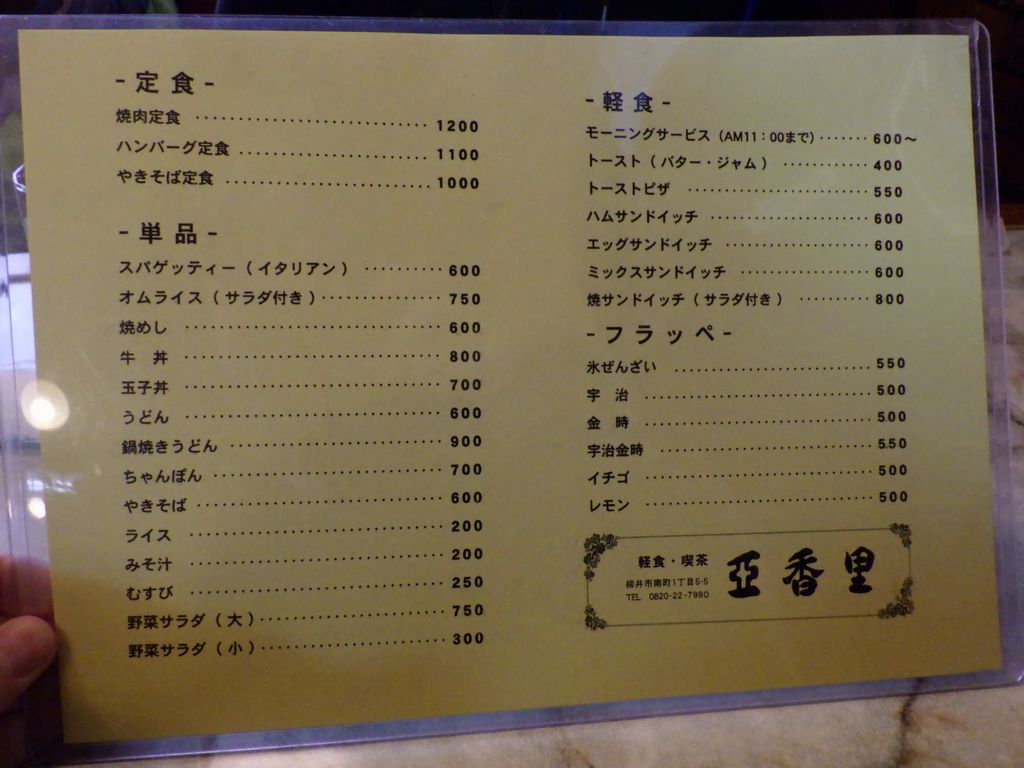 - 定 食 -
焼肉定食 ・・・・・・・・・・・・・・・・・・・・・・・・ 1200
ハンバーグ定食 ・・・・・・・・・・・・・・・・・・・ 1100
やきそば定食 ・・・・・・・・・・・・・・・・・・・・・ 1000
- 単 品 -
スパゲッティー ( イタリアン ) ・・・・・・・・・・ 600
オムライス ( サラダ付き ) ・・・・・・・・・・・・・・・ 750
焼めし ・・・・・・・・・・・・・・・・・・・・・・・・・・・・ 600
牛 丼 ・・・・・・・・・・・・・・・・・・・・・・・・・・・・ 800
玉子丼 ・・・・・・・・・・・・・・・・・・・・・・・・・・・・ 700
うどん ・・・・・・・・・・・・・・・・・・・・・・・・・・・・ 600
鍋焼きうどん ・・・・・・・・・・・・・・・・・・・・・・・ 900
ちゃんぽん ・・・・・・・・・・・・・・・・・・・・・・・・・ 700
やきそば ・・・・・・・・・・・・・・・・・・・・・・・・・・・ 600
ライス ・・・・・・・・・・・・・・・・・・・・・・・・・・・・ 200
みそ汁 ・・・・・・・・・・・・・・・・・・・・・・・・・・・・ 200
むすび ・・・・・・・・・・・・・・・・・・・・・・・・・・・・ 250
野菜サラダ ( 大 ) ・・・・・・・・・・・・・・・・・・・・ 750
野菜サラダ ( 小 ) ・・・・・・・・・・・・・・・・・・・・ 300
- 軽 食 -
モーニングサービス (AM11:00まで) ・・・・・・・ 600〜
トースト ( バター・ジャム ) ・・・・・・・・・・・・ 400
トーストピザ ・・・・・・・・・・・・・・・・・・・・・・・・ 550
ハムサンドイッチ ・・・・・・・・・・・・・・・・・・・・・ 600
エッグサンドイッチ ・・・・・・・・・・・・・・・・・・・ 600
ミックスサンドイッチ ・・・・・・・・・・・・・・・・・ 600
焼サンドイッチ ( サラダ付き ) ・・・・・・・・・・ 800
- フ ラ ッ ペ -
氷ぜんざい ・・・・・・・・・・・・・・・・・・・・・・・・・ 550
宇 治 ・・・・・・・・・・・・・・・・・・・・・・・・・・・・ 500
金 時 ・・・・・・・・・・・・・・・・・・・・・・・・・・・・ 500
宇治金時 ・・・・・・・・・・・・・・・・・・・・・・・・・・・ 550
イチゴ ・・・・・・・・・・・・・・・・・・・・・・・・・・・・ 500
レモン ・・・・・・・・・・・・・・・・・・・・・・・・・・・・ 500
軽食・喫茶 亞香里
柳井市南町1丁目5-5
TEL 0820-22-7990